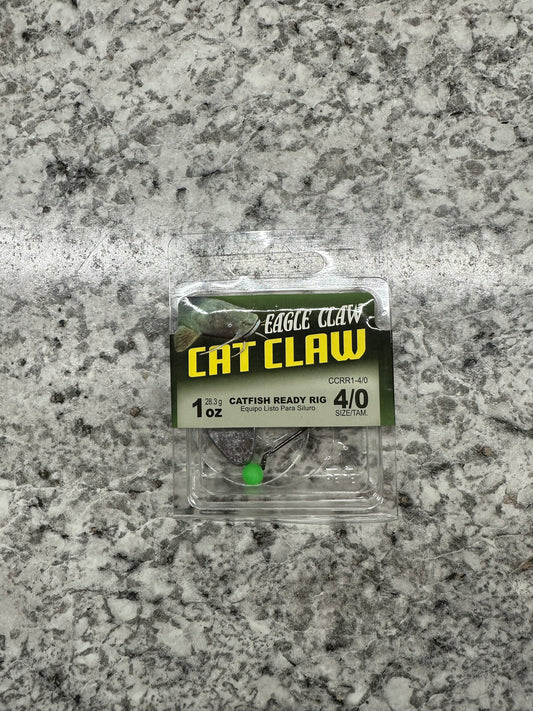 EAGLE CLAW
CAT CLAW
CCRR1-4/0
28.3 g
1 oz
CATFISH READY RIG
Equipo Listo Para Siluro
4/0
SIZE/TAM.